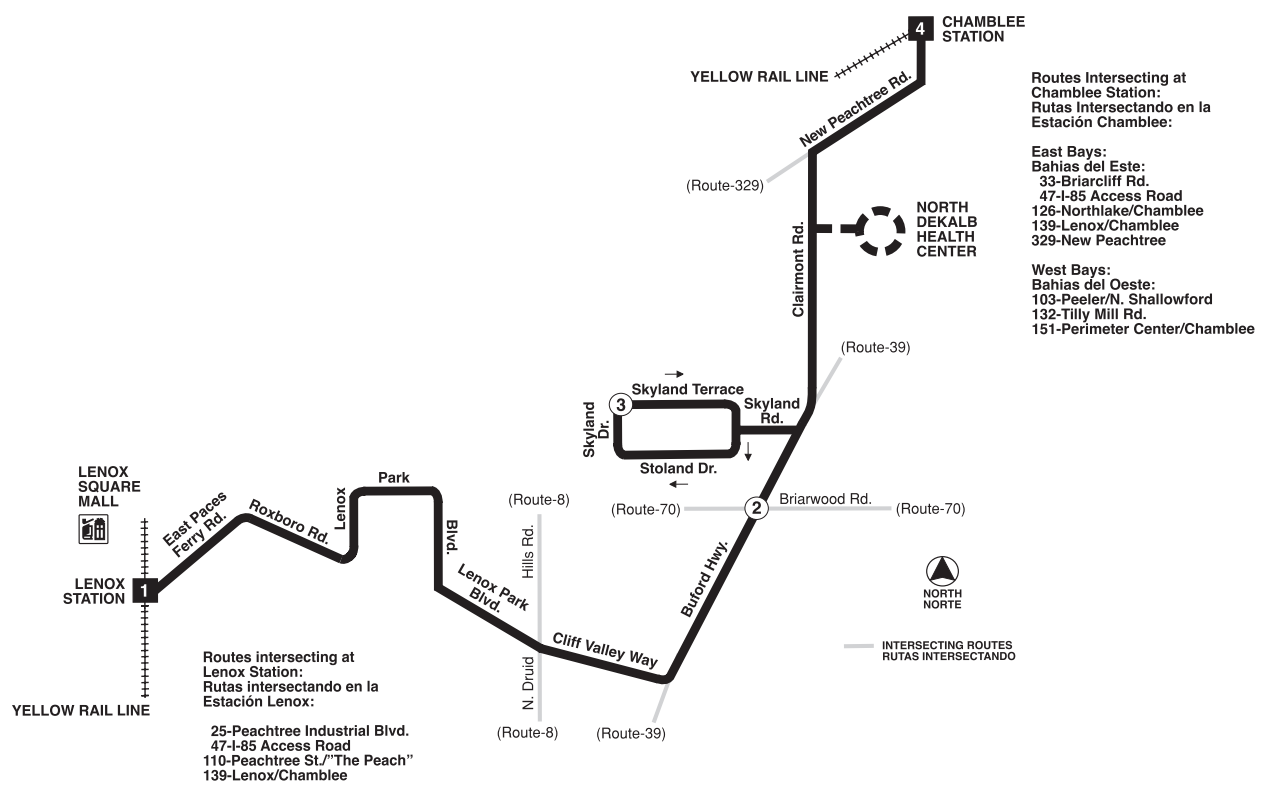 4
CHAMBLEE
STATION
YELLOW RAIL LINE
New Peachtree Rd.
Routes Intersecting at
Chamblee Station:
Rutas Intersectando en la
Estación Chamblee:
East Bays:
Bahias del Este:
33-Briarcliff Rd.
47-I-85 Access Road
126-Northlake/Chamblee
139-Lenox/Chamblee
329-New Peachtree
West Bays:
Bahias del Oeste:
103-Peeler/N. Shallowford
132-Tilly Mill Rd.
151-Perimeter Center/Chamblee
(Route-329)
NORTH
DEKALB
HEALTH
CENTER
Clairmont Rd.
(Route-39)
Skyland Terrace
3
Skyland
Dr.
Skyland
Rd.
Stoland Dr.
LENOX
SQUARE
MALL
East Paces
Ferry Rd.
Roxboro Rd.
Lenox
Park
Blvd.
(Route-8)
(Route-70)
2
Briarwood Rd.
(Route-70)
Hills Rd.
Buford Hwy.
LENOX
STATION
1
Lenox Park
Blvd.
NORTH
NORTE
Cliff Valley Way
INTERSECTING ROUTES
RUTAS INTERSECTANDO
N. Druid
Routes intersecting at
Lenox Station:
Rutas intersectando en la
Estación Lenox:
25-Peachtree Industrial Blvd.
47-I-85 Access Road
110-Peachtree St./”The Peach”
139-Lenox/Chamblee
YELLOW RAIL LINE
(Route-8)
(Route-39)